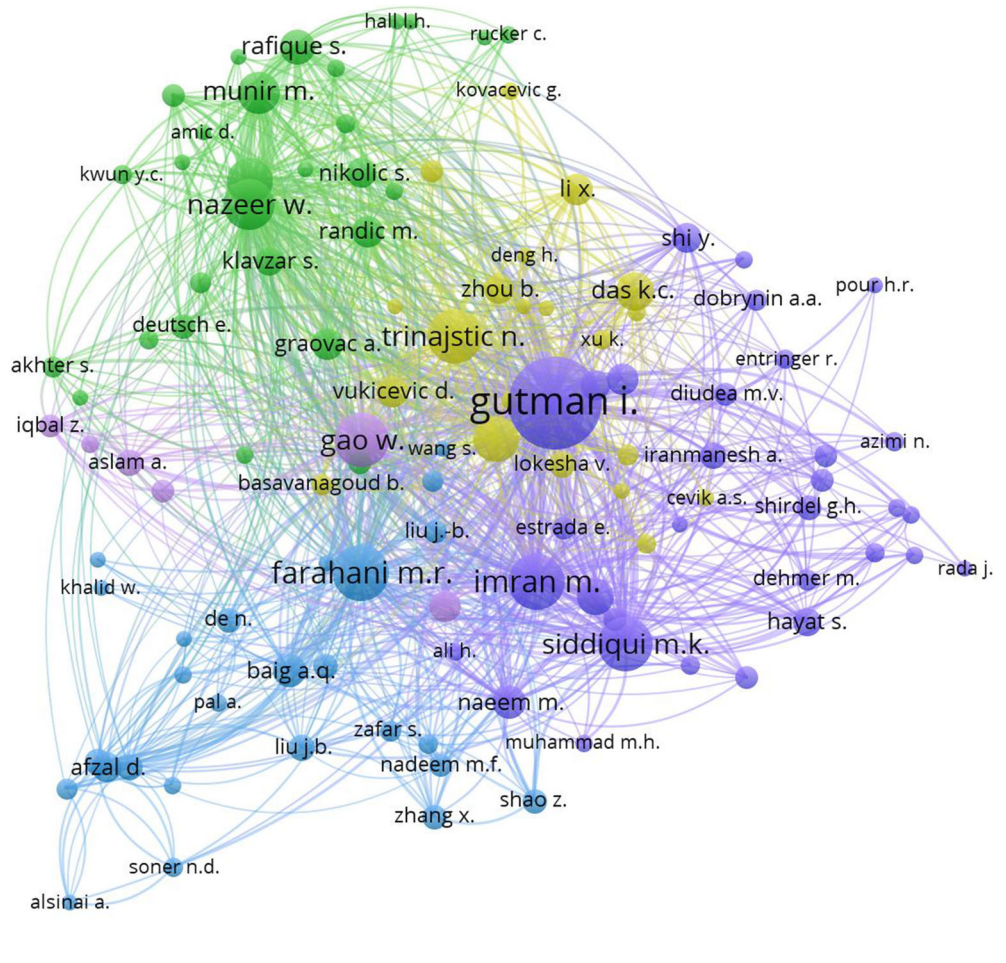 hall l.h.
rucker c.
rafique s.
munir m.
kovacevic g.
amic d.
kwun y.c.
nikolic s.
li x.
nazeer w.
randic m.
shi y.
klavzar s.
deng h.
zhou b.
das k.c.
dobrynin a.a.
pour h.r.
deutsch e.
graovac a.
trinajstic n.
xu k.
akhter s.
entringer r.
vukicevic d.
gutman i.
diudea m.v.
iqbal z.
gao w.
wang s.
azimi n.
aslam a.
lokesha v.
iranmanesh a.
basavanagoud b.
cevik a.s.
shirdel g.h.
liu j.-b.
estrada e.
khalid w.
farahani m.r.
imran m.
dehmer m.
rada j.
de n.
hayat s.
ali h.
siddiqui m.k.
baig a.q.
pal a.
naeem m.
zafar s.
liu j.b.
muhammad m.h.
afzal d.
nadeem m.f.
shao z.
zhang x.
soner n.d.
alsinai a.